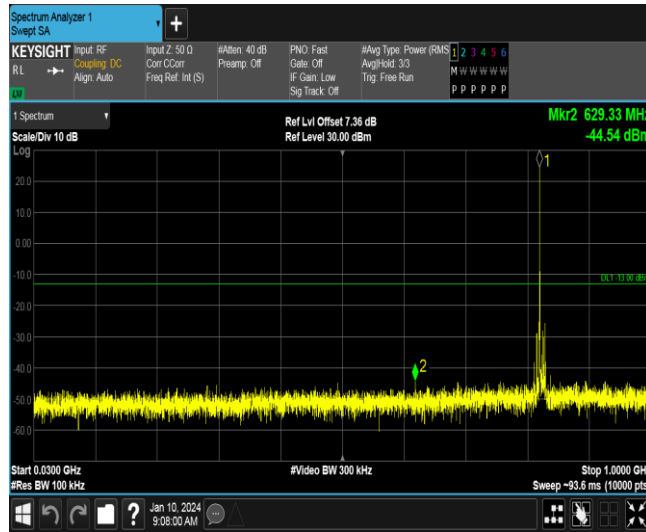 Spectrum Analyzer 1
Swept SA
KEYSIGHT Input: RF Input Z: 50 Ω #Atten: 40 dB PNO: Fast #Avg Type: Power (RMS 1 2 3 4 5 6
RL Coupling: DC Corr CCorr Preamp: Off Gate: Off Avg|Hold: 3/3 M W W W W W
Align: Auto Freq Ref: Int (S) IF Gain: Low Trig: Free Run
Sig Track: Off P P P P P P
LXI
1 Spectrum Ref Lvl Offset 7.36 dB Mkr2 629.33 MHz
Scale/Div 10 dB Ref Level 30.00 dBm -44.54 dBm
Log
1
20.0
10.0
0.00
-10.0
DL1 -13.00 dBm
-20.0
-30.0
-40.0
2
-50.0
-60.0
Start 0.0300 GHz #Video BW 300 kHz Stop 1.0000 GH
#Res BW 100 kHz Sweep ~93.6 ms (10000 pts
? Jan 10, 2024
9:08:00 AM